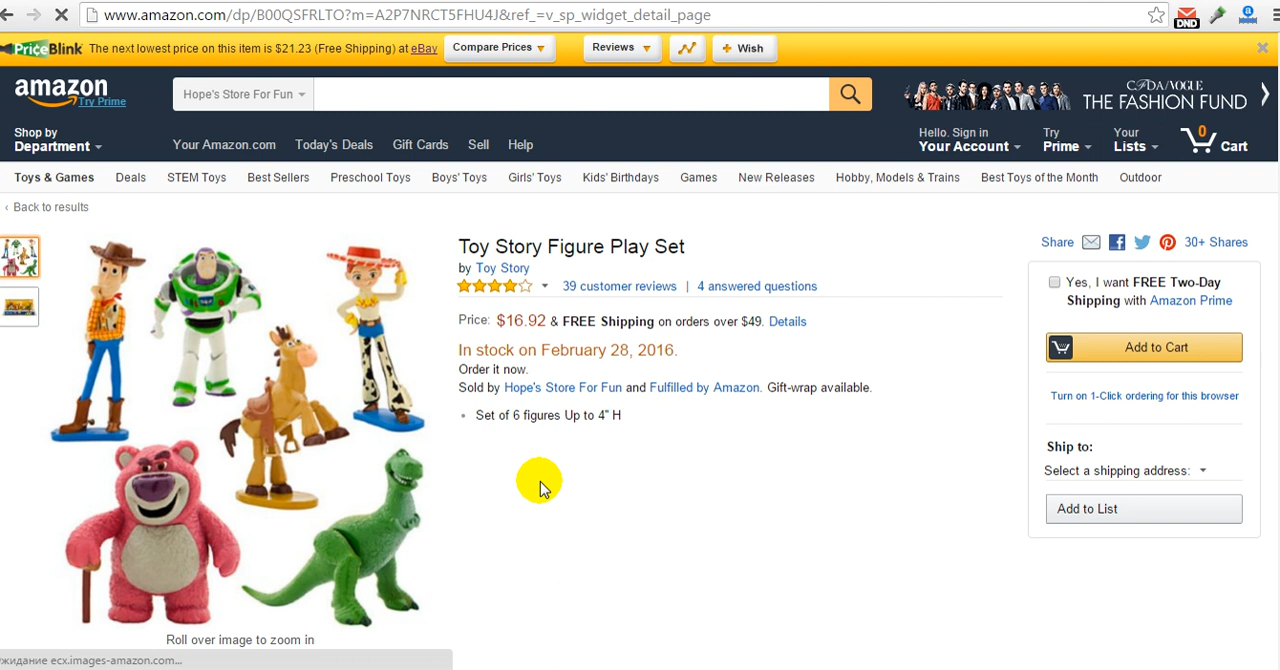 www.amazon.com/dp/B00QSFRLTO?m=A2P7NRCT5FHU4J&ref_=v_sp_widget_detail_page
DND
PriceBlink The next lowest price on this item is $21.23 (Free Shipping) at eBay Compare Prices Reviews + Wish
amazon
Try Prime
Hope's Store For Fun
CFDA/VOGUE
THE FASHION FUND
Shop by
Department
Your Amazon.com Today's Deals Gift Cards Sell Help
Hello. Sign in
Your Account
Try
Prime
Your
Lists
0
Cart
Toys & Games Deals STEM Toys Best Sellers Preschool Toys Boys' Toys Girls' Toys Kids' Birthdays Games New Releases Hobby, Models & Trains Best Toys of the Month Outdoor
‹ Back to results
Toy Story Figure Play Set
by Toy Story
39 customer reviews | 4 answered questions
Price: $16.92 & FREE Shipping on orders over $49. Details
In stock on February 28, 2016.
Order it now.
Sold by Hope's Store For Fun and Fulfilled by Amazon. Gift-wrap available.
• Set of 6 figures Up to 4" H
Roll over image to zoom in
Share 30+ Shares
Yes, I want FREE Two-Day
Shipping with Amazon Prime
Add to Cart
Turn on 1-Click ordering for this browser
Ship to:
Select a shipping address:
Add to List
жидание ecx.images-amazon.com...